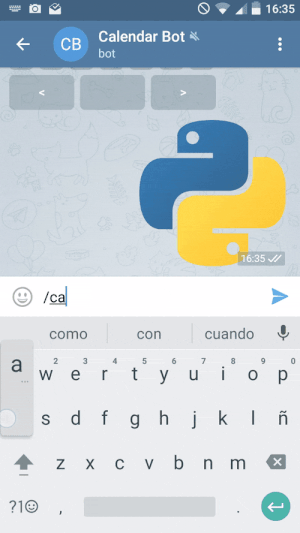 16:35
CB
Calendar Bot
bot
< >
16:35
/ca
como con cuando
a
2 3 4 5 6 7 8 9 0
w e r t y u i o p
s d f g h j k l ñ
z x c v b n m
?1 , .